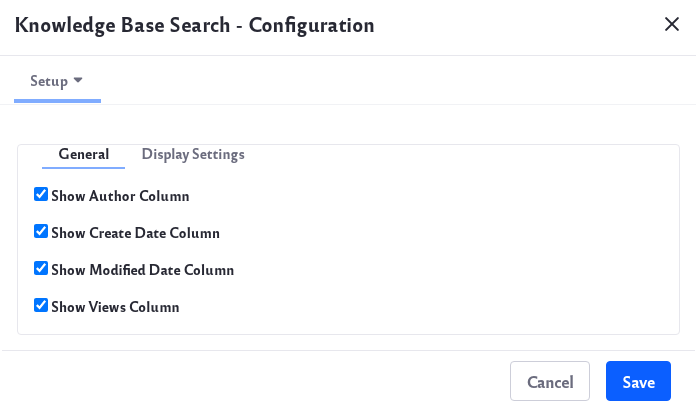 Knowledge Base Search - Configuration
Setup
General Display Settings
Show Author Column
Show Create Date Column
Show Modified Date Column
Show Views Column
Cancel Save